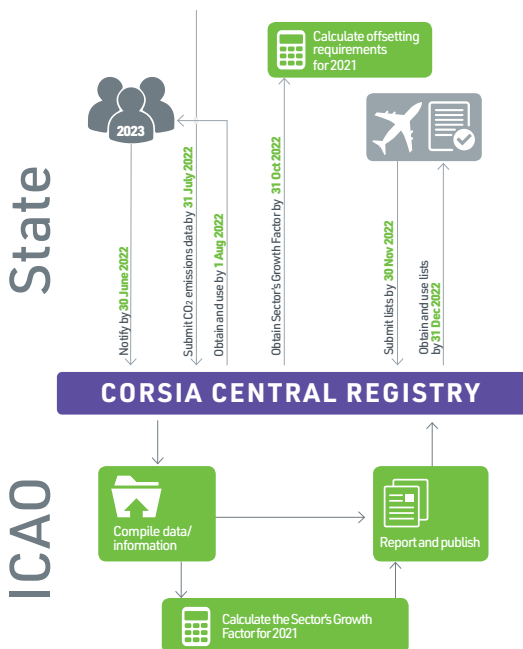 Calculate offsetting
requirements
for 2021
2023
State
Notify by 30 June 2022
Submit CO₂ emissions data by 31 July 2022
Obtain and use by 1 Aug 2022
Obtain Sector's Growth Factor by 31 Oct 2022
Submit lists by 30 Nov 2022
Obtain and use lists
by 31 Dec 2022
CORSIA CENTRAL REGISTRY
ICAO
Compile data/
information
Report and publish
Calculate the Sector's Growth
Factor for 2021